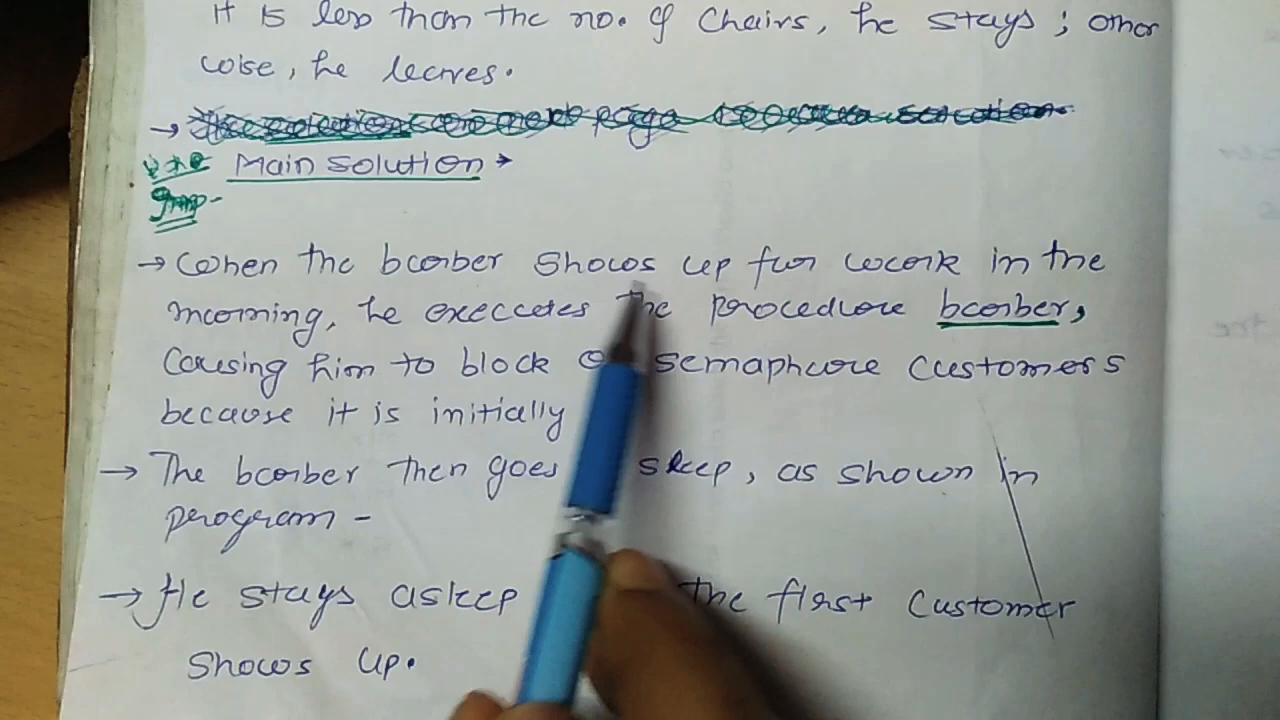 it is less than the no. of chairs, he stays; other
wise, he leaves.
→
Main solution →
Imp-
→ When the barber shows up for work in the
morning, he executes the procedure barber,
causing him to block semaphore customers
because it is initially
→ The barber then goes sleep, as shown in
program -
→ He stays asleep the first customer
shows up.